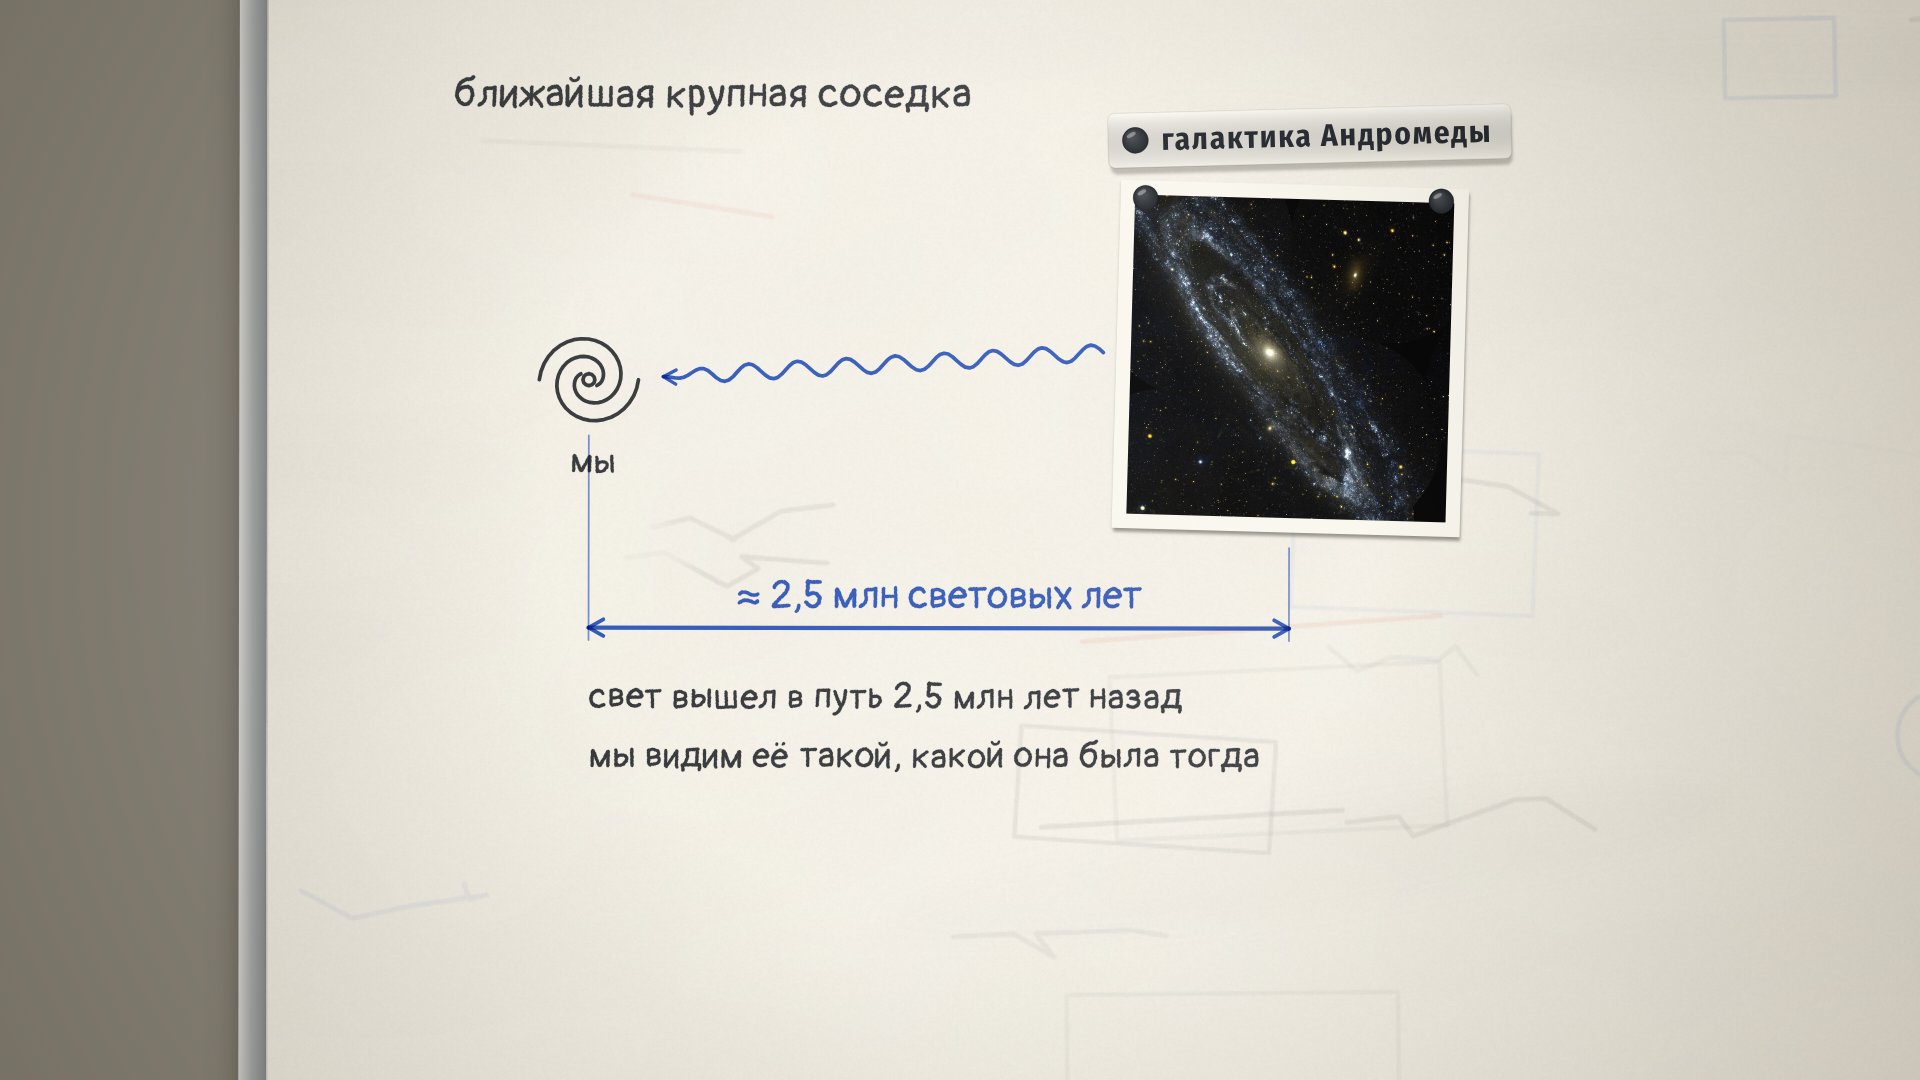 ближайшая крупная соседка
галактика Андромеды
мы
≈ 2,5 млн световых лет
свет вышел в путь 2,5 млн лет назад
мы видим её такой, какой она была тогда